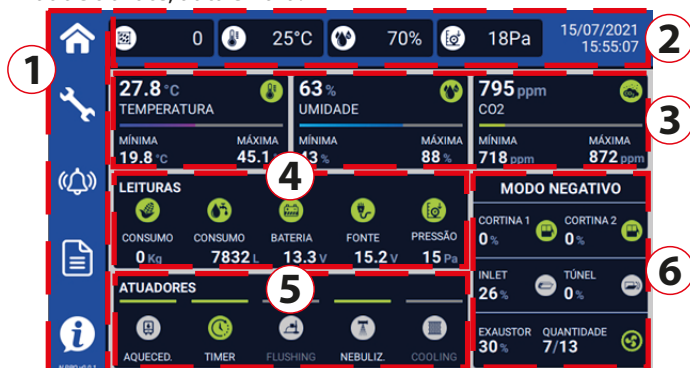 0 25°C 70% 18Pa 15/07/2021
15:55:07
1
2
27.8 °C 63 % 795 ppm
TEMPERATURA UMIDADE CO2
3
MÍNIMA MÁXIMA MÍNIMA MÁXIMA MÍNIMA MÁXIMA
19.8 °C 45.1 43 % 88 % 718 ppm 872 ppm
4
LEITURAS
CONSUMO CONSUMO BATERIA FONTE PRESSÃO
0 Kg 7832 L 13.3 V 15.2 V 15 Pa
MODO NEGATIVO
CORTINA 1 CORTINA 2
0 % 0 %
6
INLET TÚNEL
26 % 0 %
EXAUSTOR QUANTIDADE
30 % 7/13
5
ATUADORES
AQUECED. TIMER FLUSHING NEBULIZ. COOLING